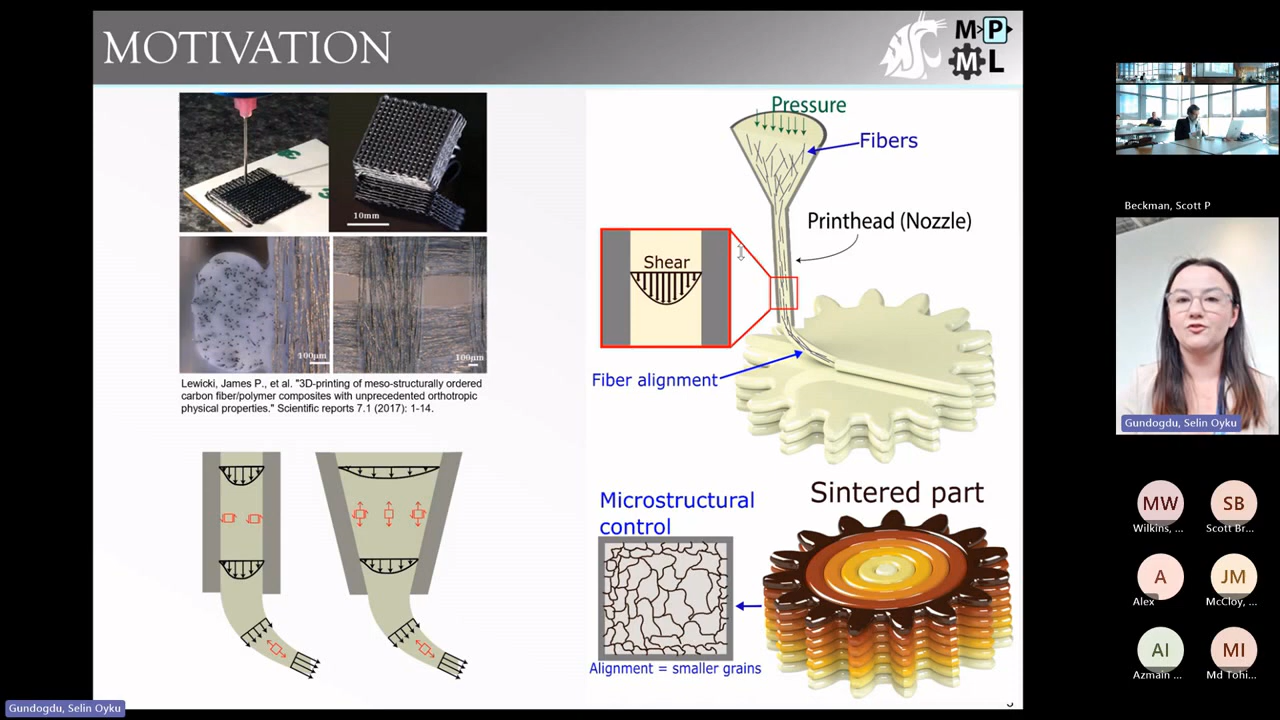 MOTIVATION
M P
M L
10mm
100μm
100μm
Lewicki, James P., et al. "3D-printing of meso-structurally ordered
carbon fiber/polymer composites with unprecedented orthotropic
physical properties." Scientific reports 7.1 (2017): 1-14.
Pressure
Fibers
Printhead (Nozzle)
Shear
Fiber alignment
Microstructural
control
Sintered part
Alignment = smaller grains
Beckman, Scott P
Gundogdu, Selin Oyku
MW
Wilkins, ...
SB
Scott Br...
A
Alex
JM
McCloy, ...
AI
Azmain ...
MI
Md Tohi...
Gundogdu, Selin Oyku